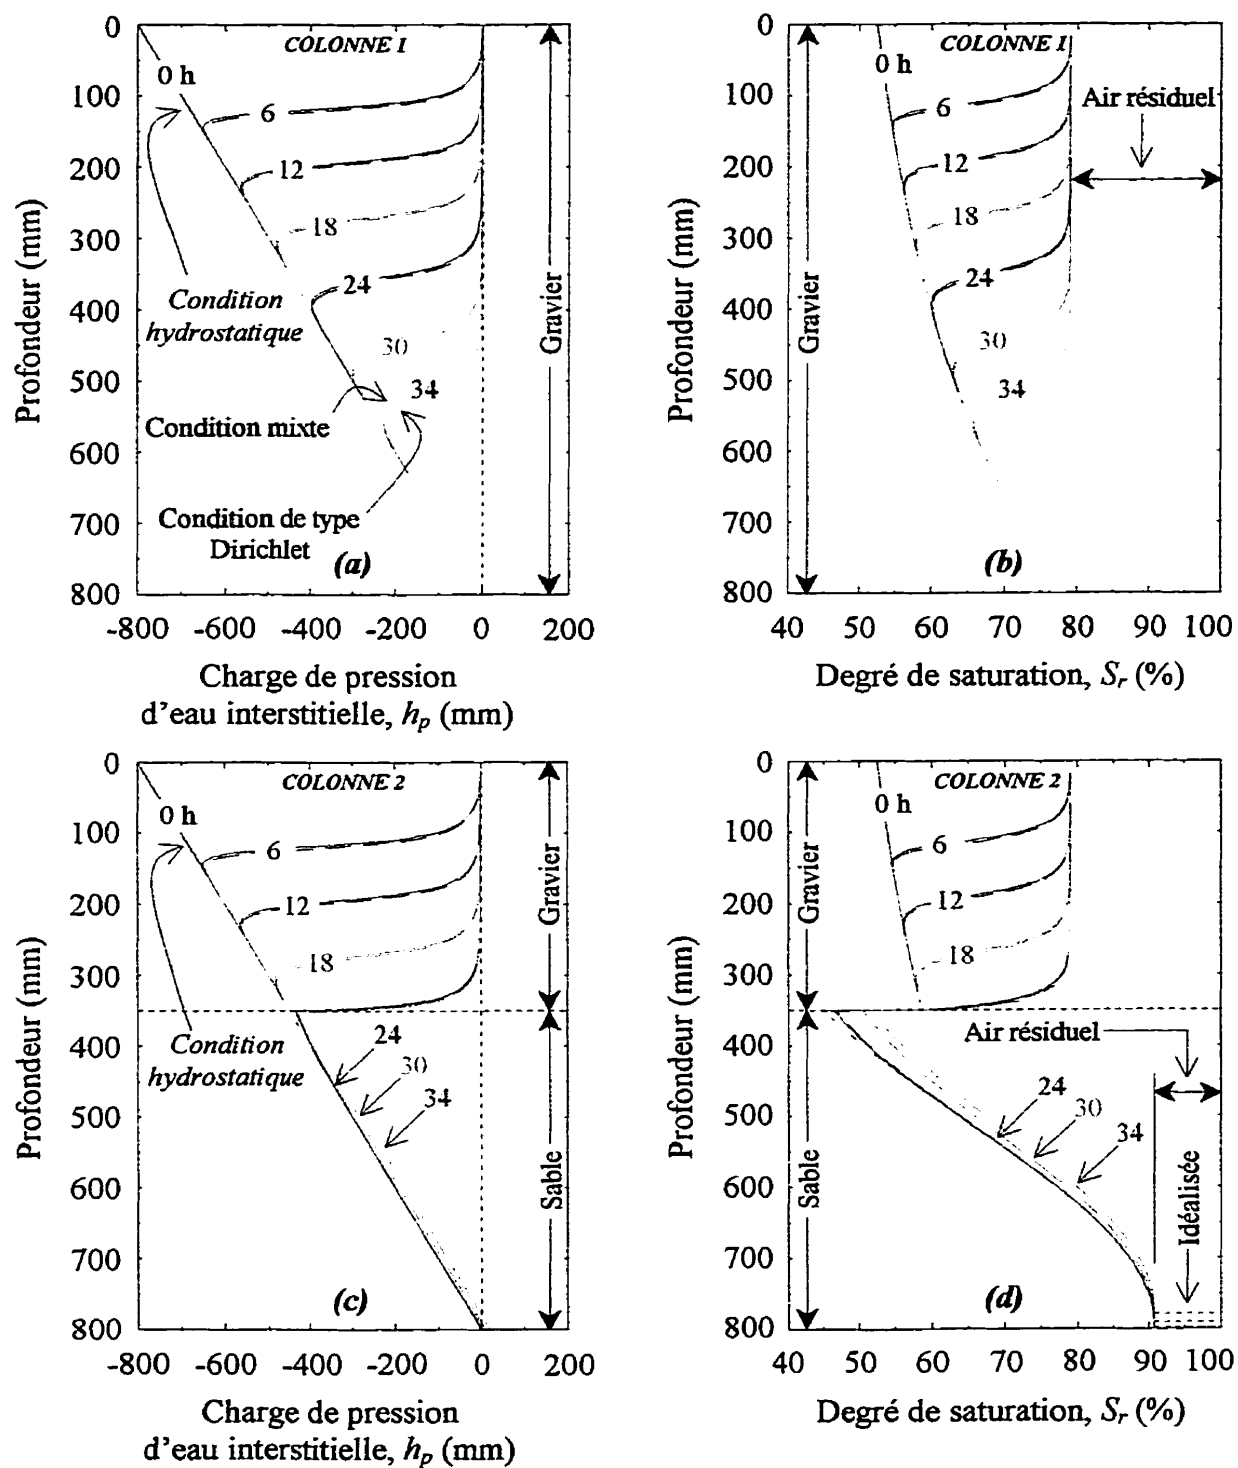 COLONNE 1
0 h
6
12
18
24
30
34
Condition
hydrostatique
Condition mixte
Condition de type
Dirichlet
(a)
Gravier
Profondeur (mm)
0
100
200
300
400
500
600
700
800
-800 -600 -400 -200 0 200
Charge de pression
d'eau interstitielle, hp (mm)
COLONNE 1
0 h
6
12
18
24
30
34
Air résiduel
(b)
Gravier
Profondeur (mm)
0
100
200
300
400
500
600
700
800
40 50 60 70 80 90 100
Degré de saturation, Sr (%)
COLONNE 2
0 h
6
12
18
24
30
34
Condition
hydrostatique
(c)
Gravier
Sable
Profondeur (mm)
0
100
200
300
400
500
600
700
800
-800 -600 -400 -200 0 200
Charge de pression
d'eau interstitielle, hp (mm)
COLONNE 2
0 h
6
12
18
Air résiduel
24
30
34
Idéalisée
(d)
Gravier
Sable
Profondeur (mm)
0
100
200
300
400
500
600
700
800
40 50 60 70 80 90 100
Degré de saturation, Sr (%)